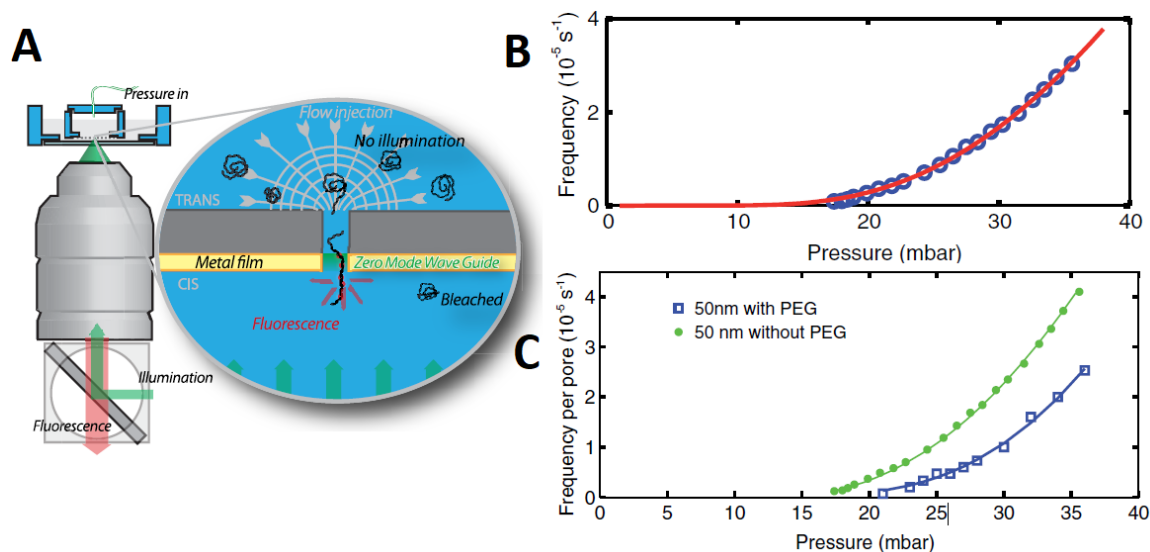 A
Pressure in
Flow injection
No illumination
TRANS
Metal film
Zero Mode Wave Guide
CIS
Bleached
Fluorescence
Illumination
Fluorescence
B
Frequency (10⁻⁵ s⁻¹)
4
2
0
0 10 20 30 40
Pressure (mbar)
C
Frequency per pore (10⁻⁵ s⁻¹)
4
3
2
1
0
50nm with PEG
50 nm without PEG
0 5 10 15 20 25 30 35 40
Pressure (mbar)